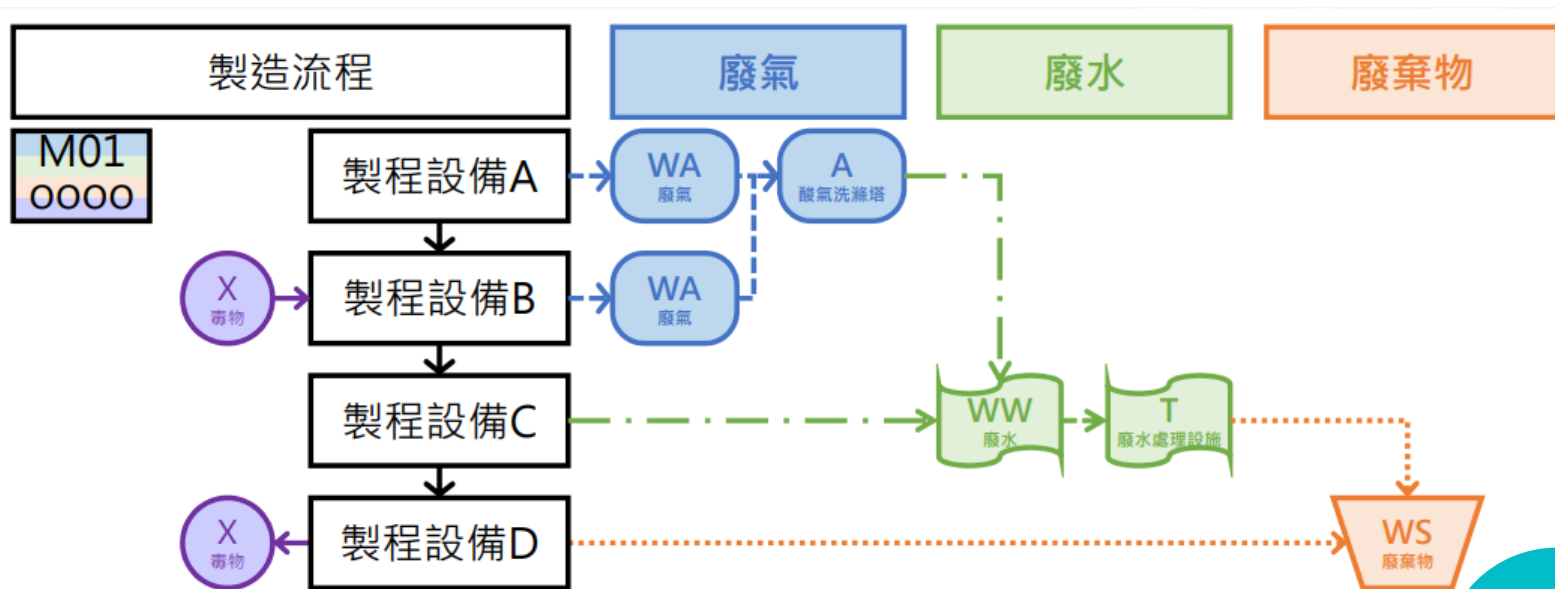 製造流程
廢氣
廢水
廢棄物
M01
oooo
製程設備A
WA
廢氣
A
酸氣洗滌塔
X
毒物
製程設備B
WA
廢氣
製程設備C
WW
廢水
T
廢水處理設施
X
毒物
製程設備D
WS
廢棄物